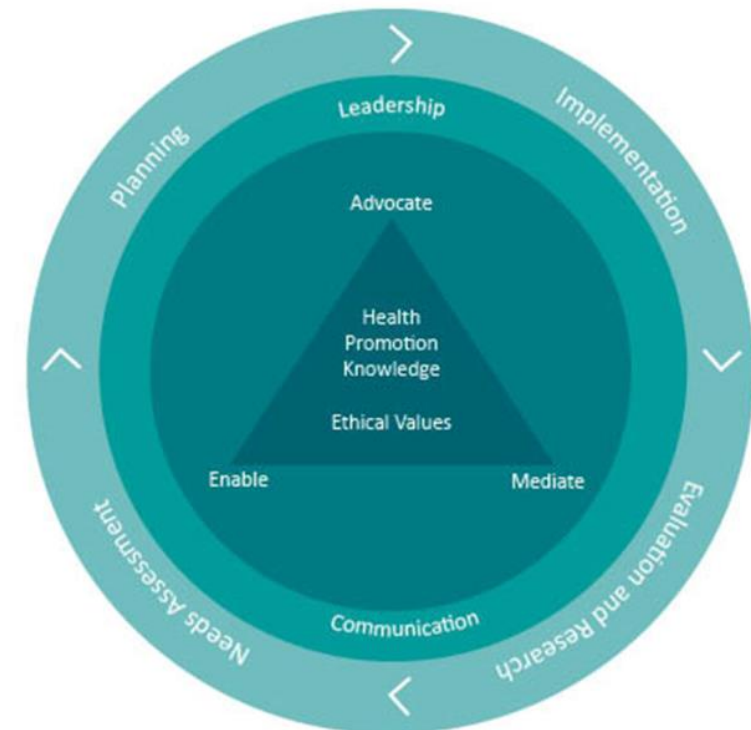 Planning
Implementation
Leadership
Advocate
Health
Promotion
Knowledge
Ethical Values
Enable
Mediate
Needs Assessment
Evaluation and Research
Communication